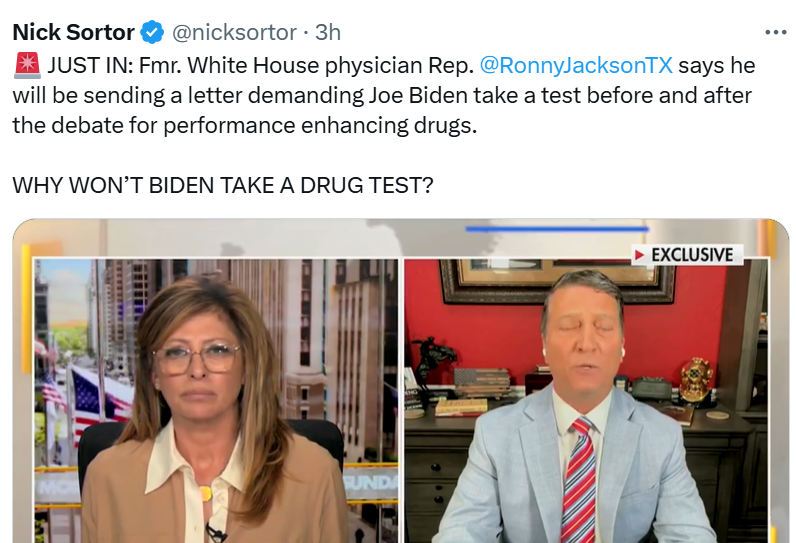 Nick Sortor @nicksortor · 3h
JUST IN: Fmr. White House physician Rep. @RonnyJacksonTX says he
will be sending a letter demanding Joe Biden take a test before and after
the debate for performance enhancing drugs.
WHY WON’T BIDEN TAKE A DRUG TEST?
EXCLUSIVE